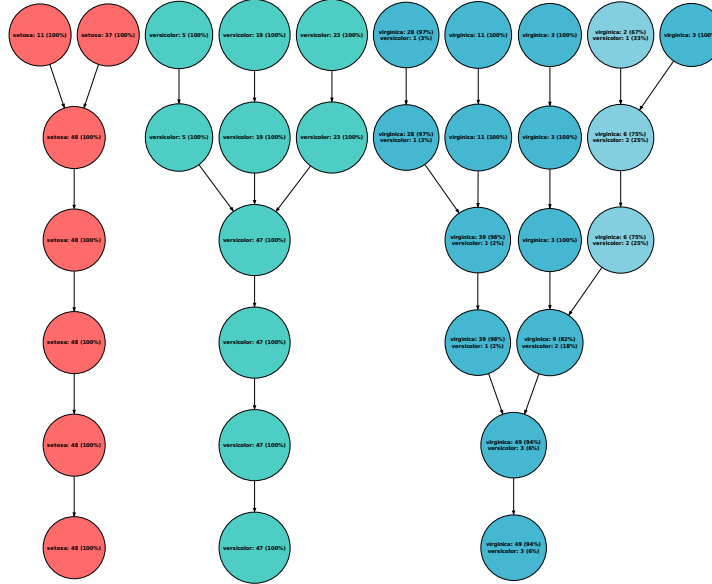 setosa: 11 (100%)
setosa: 37 (100%)
versicolor: 5 (100%)
versicolor: 19 (100%)
versicolor: 23 (100%)
virginica: 28 (97%)
versicolor: 1 (3%)
virginica: 11 (100%)
virginica: 3 (100%)
virginica: 2 (67%)
versicolor: 1 (33%)
virginica: 3 (100%
setosa: 48 (100%)
versicolor: 5 (100%)
versicolor: 19 (100%)
versicolor: 23 (100%)
virginica: 28 (97%)
versicolor: 1 (3%)
virginica: 11 (100%)
virginica: 3 (100%)
virginica: 6 (75%)
versicolor: 2 (25%)
setosa: 48 (100%)
versicolor: 47 (100%)
virginica: 39 (98%)
versicolor: 1 (2%)
virginica: 3 (100%)
virginica: 6 (75%)
versicolor: 2 (25%)
setosa: 48 (100%)
versicolor: 47 (100%)
virginica: 39 (98%)
versicolor: 1 (2%)
virginica: 9 (82%)
versicolor: 2 (18%)
setosa: 48 (100%)
versicolor: 47 (100%)
virginica: 49 (94%)
versicolor: 3 (6%)
setosa: 48 (100%)
versicolor: 47 (100%)
virginica: 49 (94%)
versicolor: 3 (6%)